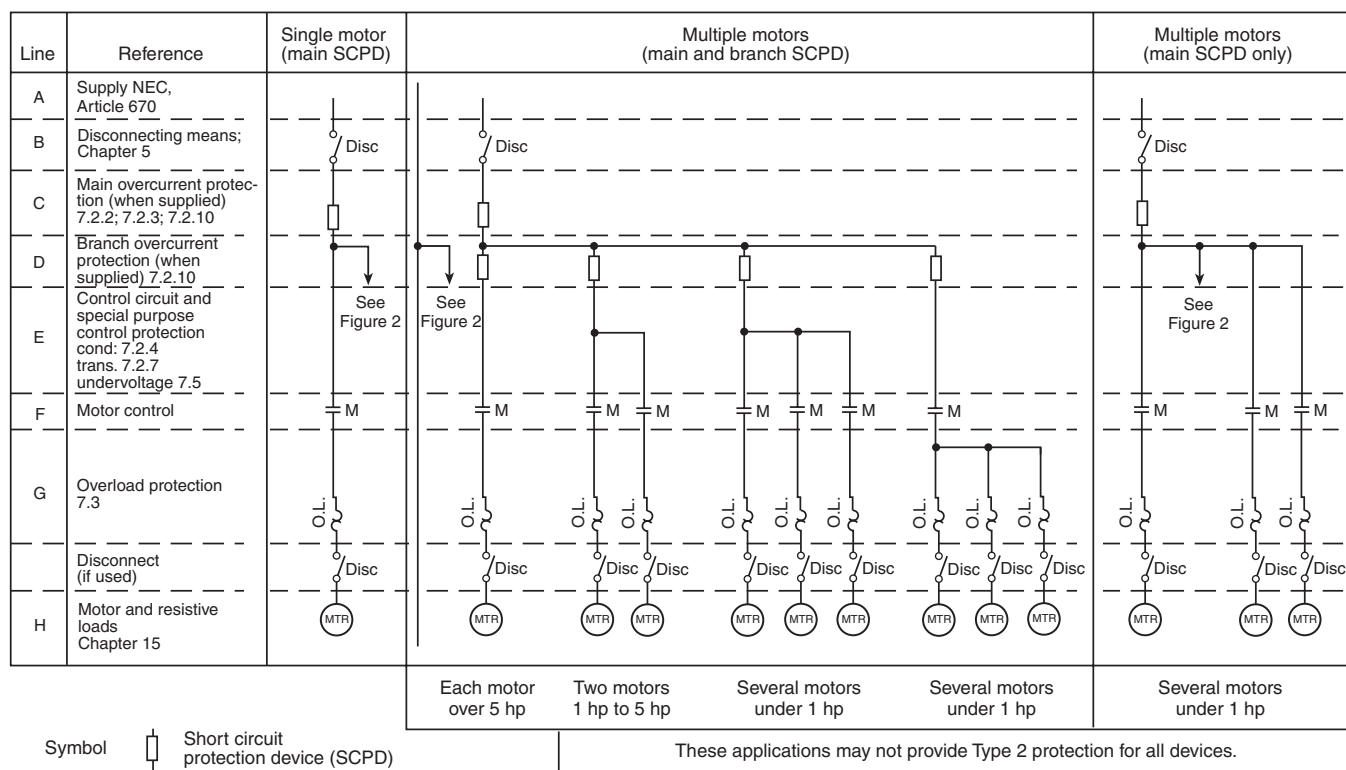 Line
Reference
Single motor
(main SCPD)
Multiple motors
(main and branch SCPD)
Multiple motors
(main SCPD only)
A
Supply NEC,
Article 670
B
Disconnecting means;
Chapter 5
Disc
Disc
Disc
C
Main overcurrent protec-
tion (when supplied)
7.2.2; 7.2.3; 7.2.10
D
Branch overcurrent
protection (when
supplied) 7.2.10
E
Control circuit and
special purpose
control protection
cond: 7.2.4
trans. 7.2.7
undervoltage 7.5
See
Figure 2
See
Figure 2
See
Figure 2
F
Motor control
M
M
M
M
M
M
M
M
M
M
M
G
Overload protection
7.3
O.L.
O.L.
O.L.
O.L.
O.L.
O.L.
O.L.
O.L.
O.L.
O.L.
O.L.
O.L.
O.L.
Disconnect
(if used)
Disc
Disc
Disc
Disc
Disc
Disc
Disc
Disc
Disc
Disc
Disc
Disc
Disc
H
Motor and resistive
loads
Chapter 15
MTR
MTR
MTR
MTR
MTR
MTR
MTR
MTR
MTR
MTR
MTR
MTR
MTR
Each motor
over 5 hp
Two motors
1 hp to 5 hp
Several motors
under 1 hp
Several motors
under 1 hp
Several motors
under 1 hp
Symbol
Short circuit
protection device (SCPD)
These applications may not provide Type 2 protection for all devices.